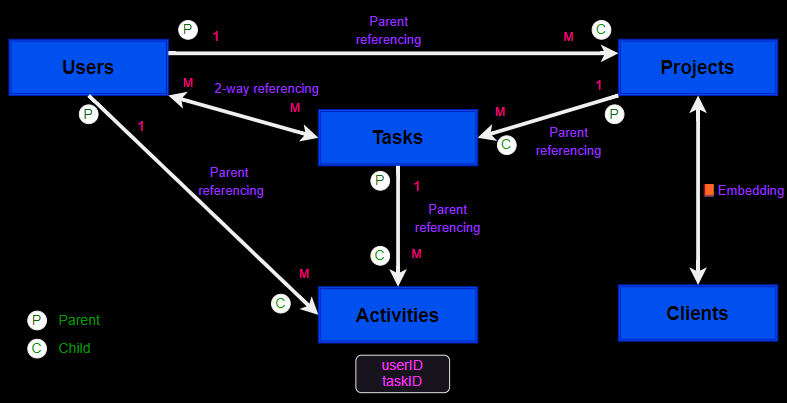 P
1
Parent
referencing
M
C
Users
Projects
M
2-way referencing
M
1
P
1
M
P
Tasks
C
Parent
referencing
Parent
referencing
P
1
Embedding
Parent
referencing
C
M
M
C
Activities
Clients
P Parent
C Child
userID
taskID